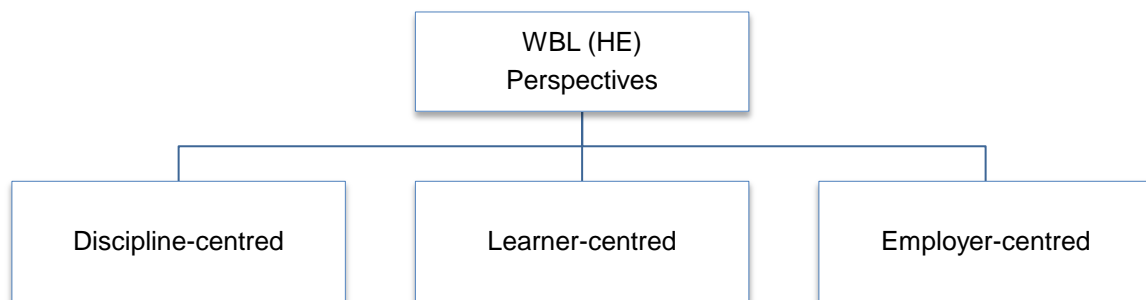 WBL (HE)
Perspectives
Discipline-centred
Learner-centred
Employer-centred